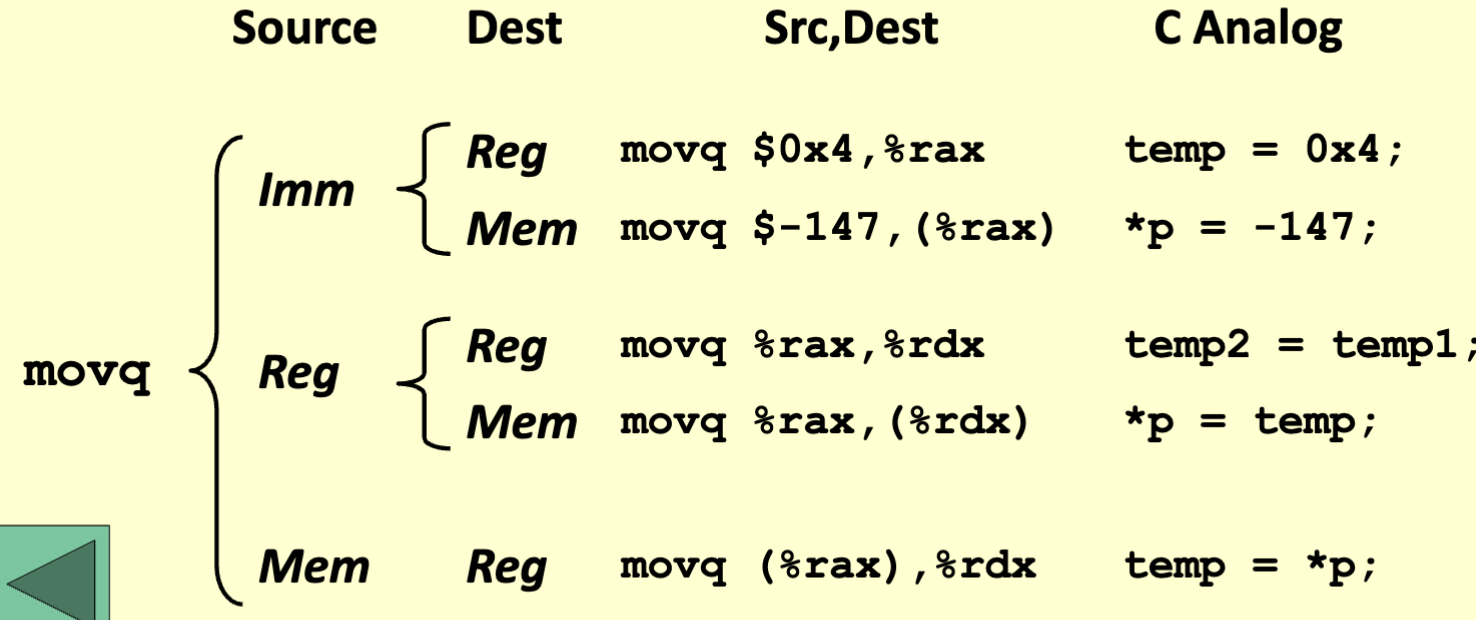 Source Dest Src,Dest C Analog
Imm Reg movq $0x4,%rax temp = 0x4;
Mem movq $-147,(%rax) *p = -147;
movq Reg Reg movq %rax,%rdx temp2 = temp1;
Mem movq %rax,(%rdx) *p = temp;
Mem Reg movq (%rax),%rdx temp = *p;